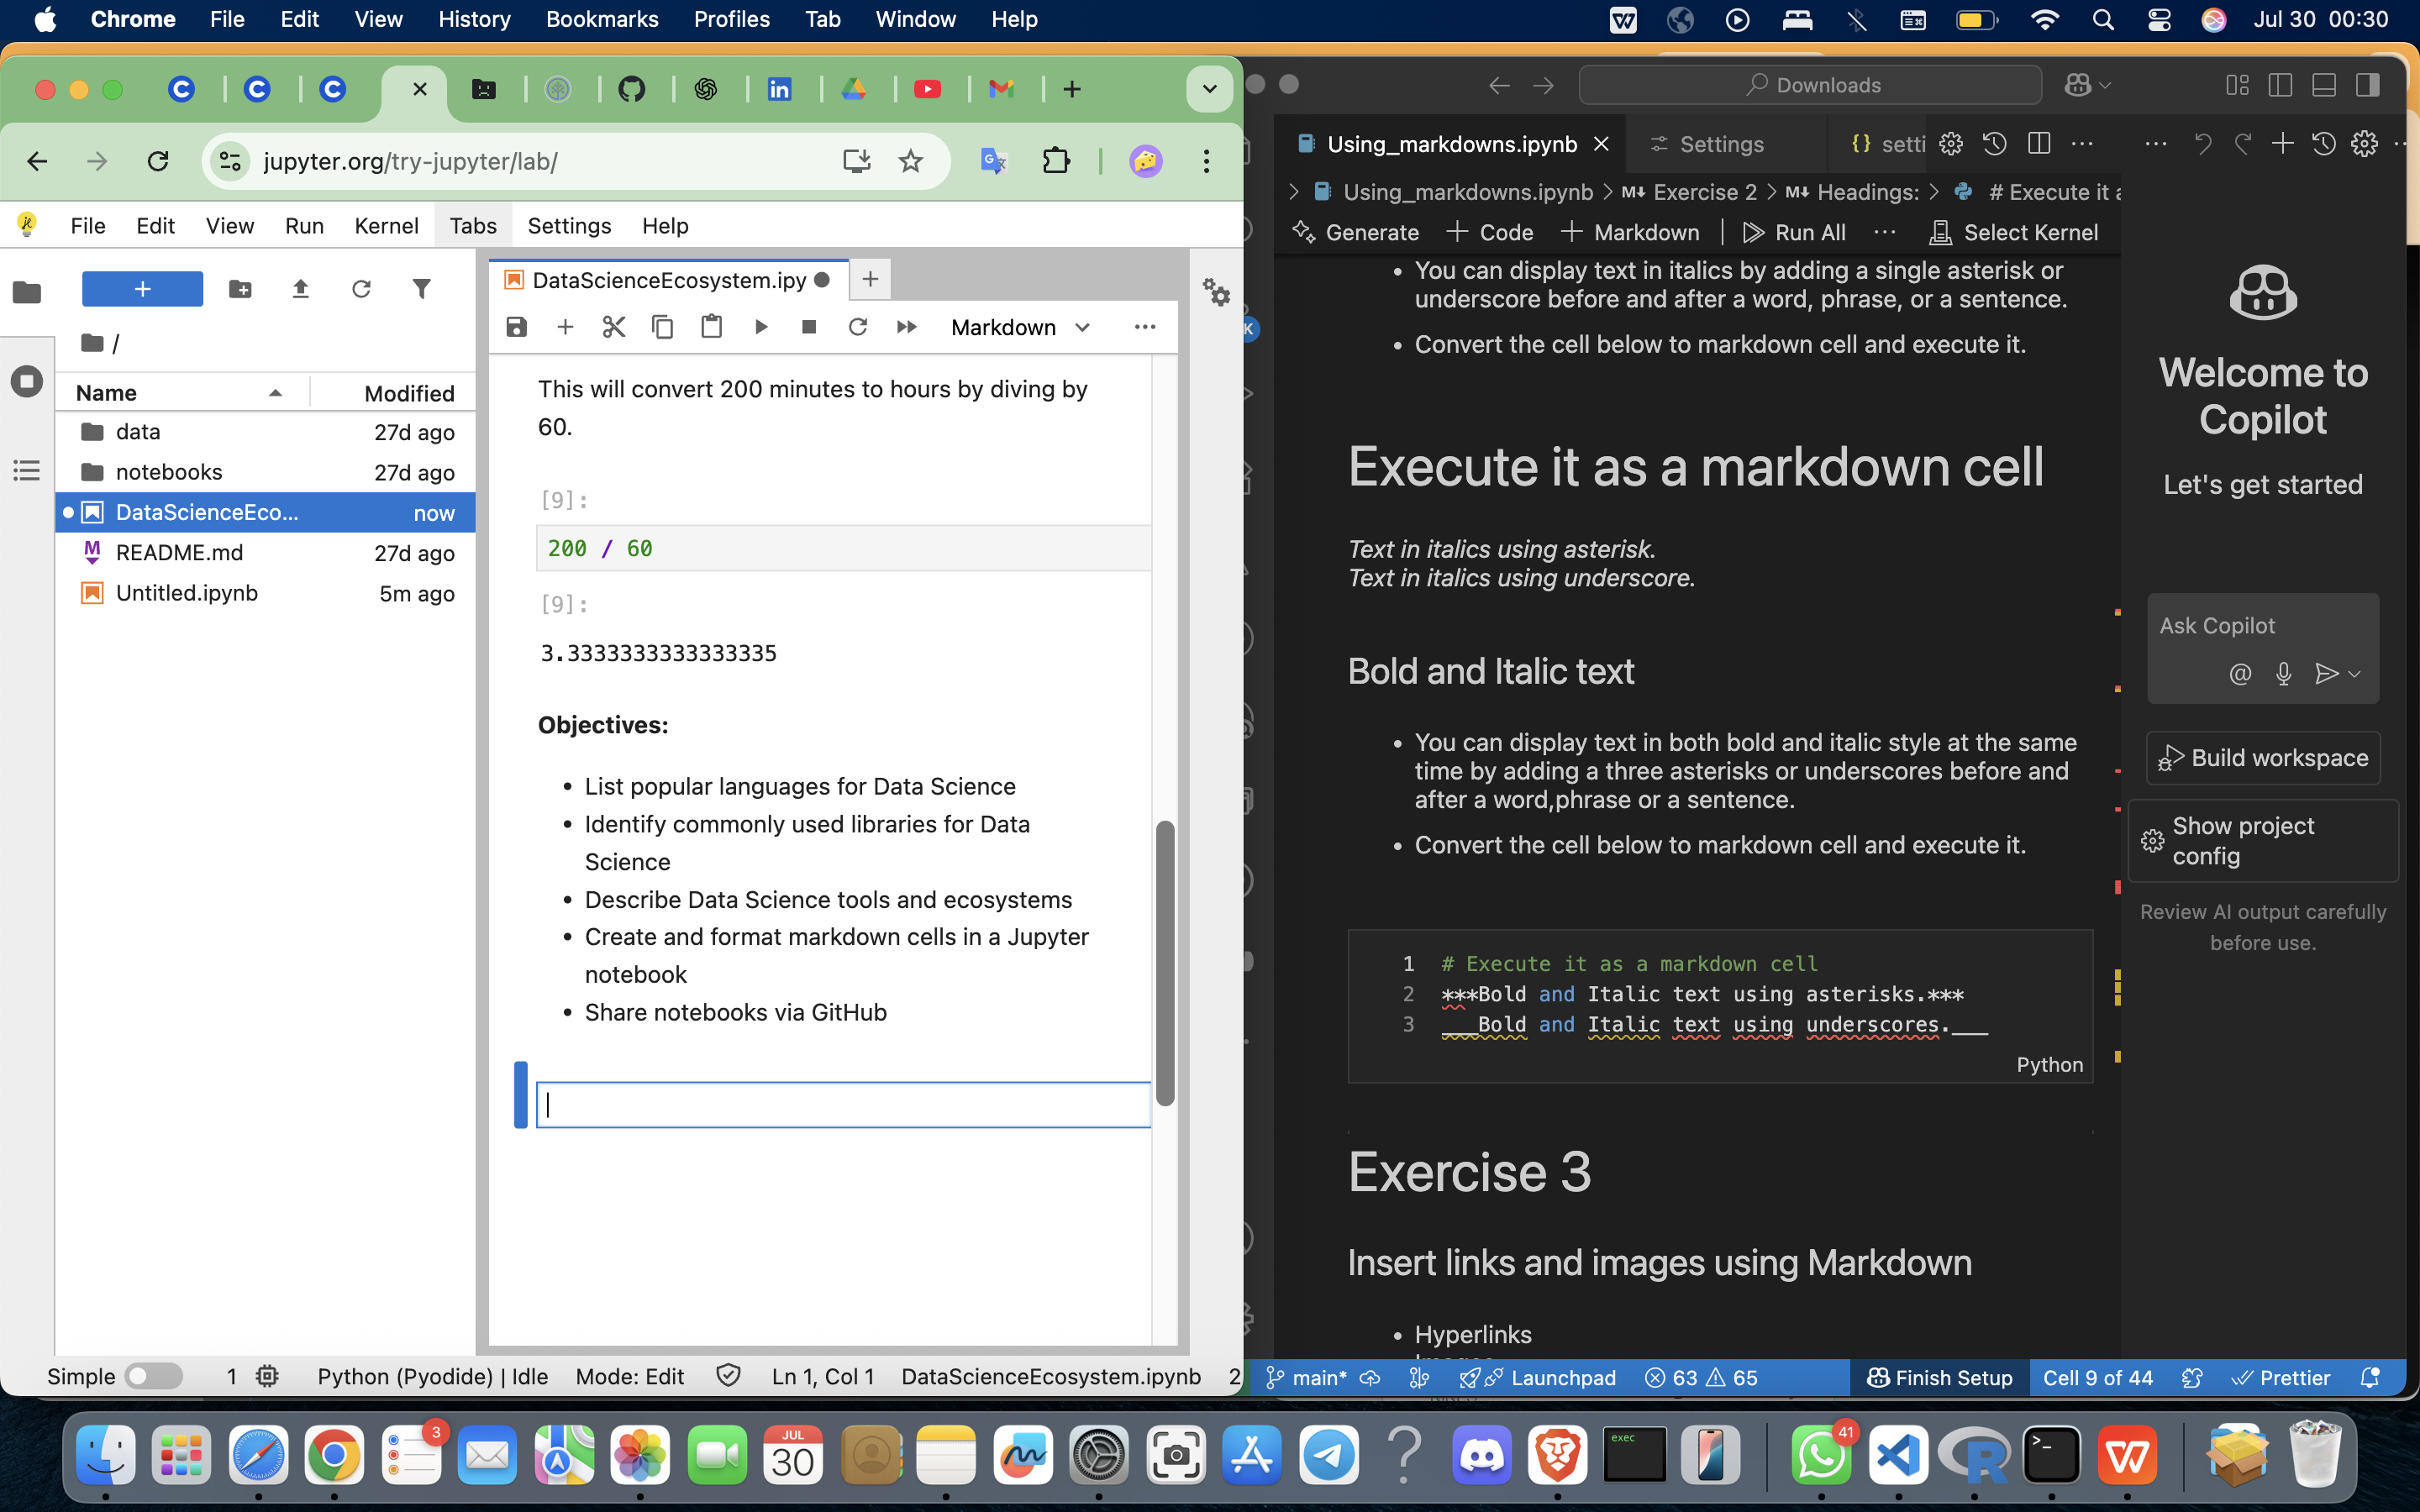 Chrome File Edit View History Bookmarks Profiles Tab Window Help Jul 30 00:30
jupyter.org/try-jupyter/lab/
File Edit View Run Kernel Tabs Settings Help
/
Name Modified
data 27d ago
notebooks 27d ago
DataScienceEco... now
README.md 27d ago
Untitled.ipynb 5m ago
DataScienceEcosystem.ipy
Markdown
This will convert 200 minutes to hours by diving by
60.
[9]:
200 / 60
[9]:
3.3333333333333335
Objectives:
• List popular languages for Data Science
• Identify commonly used libraries for Data
Science
• Describe Data Science tools and ecosystems
• Create and format markdown cells in a Jupyter
notebook
• Share notebooks via GitHub
Simple 1 Python (Pyodide) | Idle Mode: Edit Ln 1, Col 1 DataScienceEcosystem.ipynb 2
Downloads
Using_markdowns.ipynb Settings {} setti
Using_markdowns.ipynb > M↓ Exercise 2 > M↓ Headings: > # Execute it a
Generate + Code + Markdown | Run All ... Select Kernel
• You can display text in italics by adding a single asterisk or
underscore before and after a word, phrase, or a sentence.
• Convert the cell below to markdown cell and execute it.
Execute it as a markdown cell
Text in italics using asterisk.
Text in italics using underscore.
Bold and Italic text
• You can display text in both bold and italic style at the same
time by adding a three asterisks or underscores before and
after a word,phrase or a sentence.
• Convert the cell below to markdown cell and execute it.
1 # Execute it as a markdown cell
2 ***Bold and Italic text using asterisks.***
3 ___Bold and Italic text using underscores.___
Python
Exercise 3
Insert links and images using Markdown
• Hyperlinks
Welcome to
Copilot
Let's get started
Ask Copilot
Build workspace
Show project
config
Review AI output carefully
before use.
main* Launchpad 63 65 Finish Setup Cell 9 of 44 Prettier
3
JUL
30
exec
41